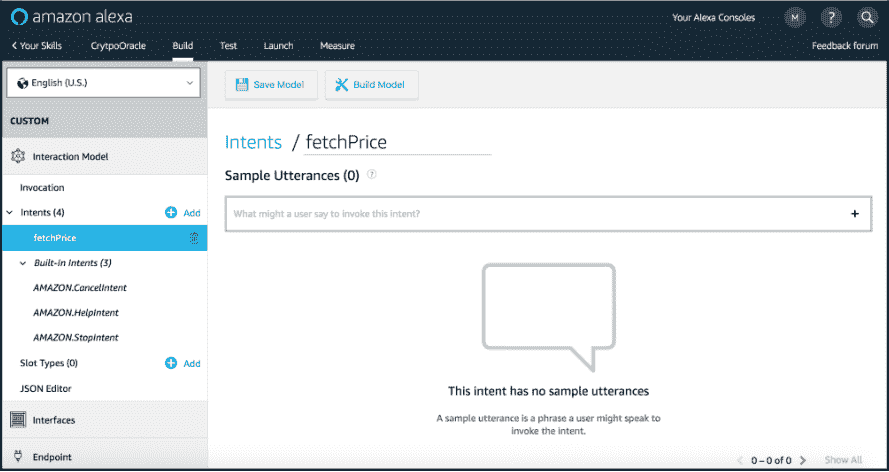 amazon alexa
Your Alexa Consoles
M
?
Your Skills
CrytpoOracle
Build
Test
Launch
Measure
Feedback forum
English (U.S.)
Save Model
Build Model
CUSTOM
Interaction Model
Invocation
Intents (4)
Add
fetchPrice
Built-in Intents (3)
AMAZON.CancelIntent
AMAZON.HelpIntent
AMAZON.StopIntent
Slot Types (0)
Add
JSON Editor
Interfaces
Endpoint
Intents / fetchPrice
Sample Utterances (0) ?
What might a user say to invoke this intent?
+
This intent has no sample utterances
A sample utterance is a phrase a user might speak to
invoke the intent.
< 0 – 0 of 0 > Show All